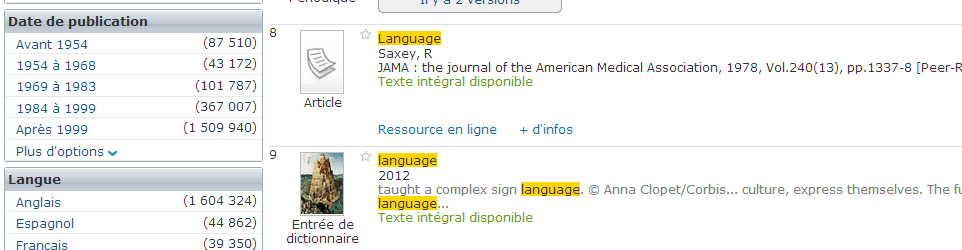 Périodique
Il y a 2 versions
Date de publication
Avant 1954 (87 510)
1954 à 1968 (43 172)
1969 à 1983 (101 787)
1984 à 1999 (367 007)
Après 1999 (1 509 940)
Plus d'options
Langue
Anglais (1 604 324)
Espagnol (44 862)
Français (39 350)
8
Article
Language
Saxey, R
JAMA : the journal of the American Medical Association, 1978, Vol.240(13), pp.1337-8 [Peer-R
Texte intégral disponible
Ressource en ligne + d'infos
9
Entrée de
dictionnaire
language
2012
taught a complex sign language. © Anna Clopet/Corbis... culture, express themselves. The fu
language...
Texte intégral disponible